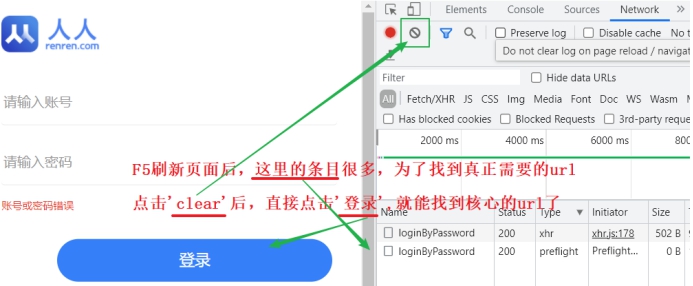 人人
renren.com
请输入账号
请输入密码
账号或密码错误
登录
F5刷新页面后，这里的条目很多，为了找到真正需要的url
点击'clear'后，直接点击'登录'，就能找到核心的url了
Elements Console Sources Network
Preserve log Disable cache No t
Do not clear log on page reload / navigat
Filter Hide data URLs
All Fetch/XHR JS CSS Img Media Font Doc WS Wasm M
Has blocked cookies Blocked Requests 3rd-party reque
2000 ms 4000 ms 6000 ms 800
Name Status Type Initiator Size
loginByPassword 200 xhr xhr.js:178 502 B
loginByPassword 200 preflight Preflight... 0 B